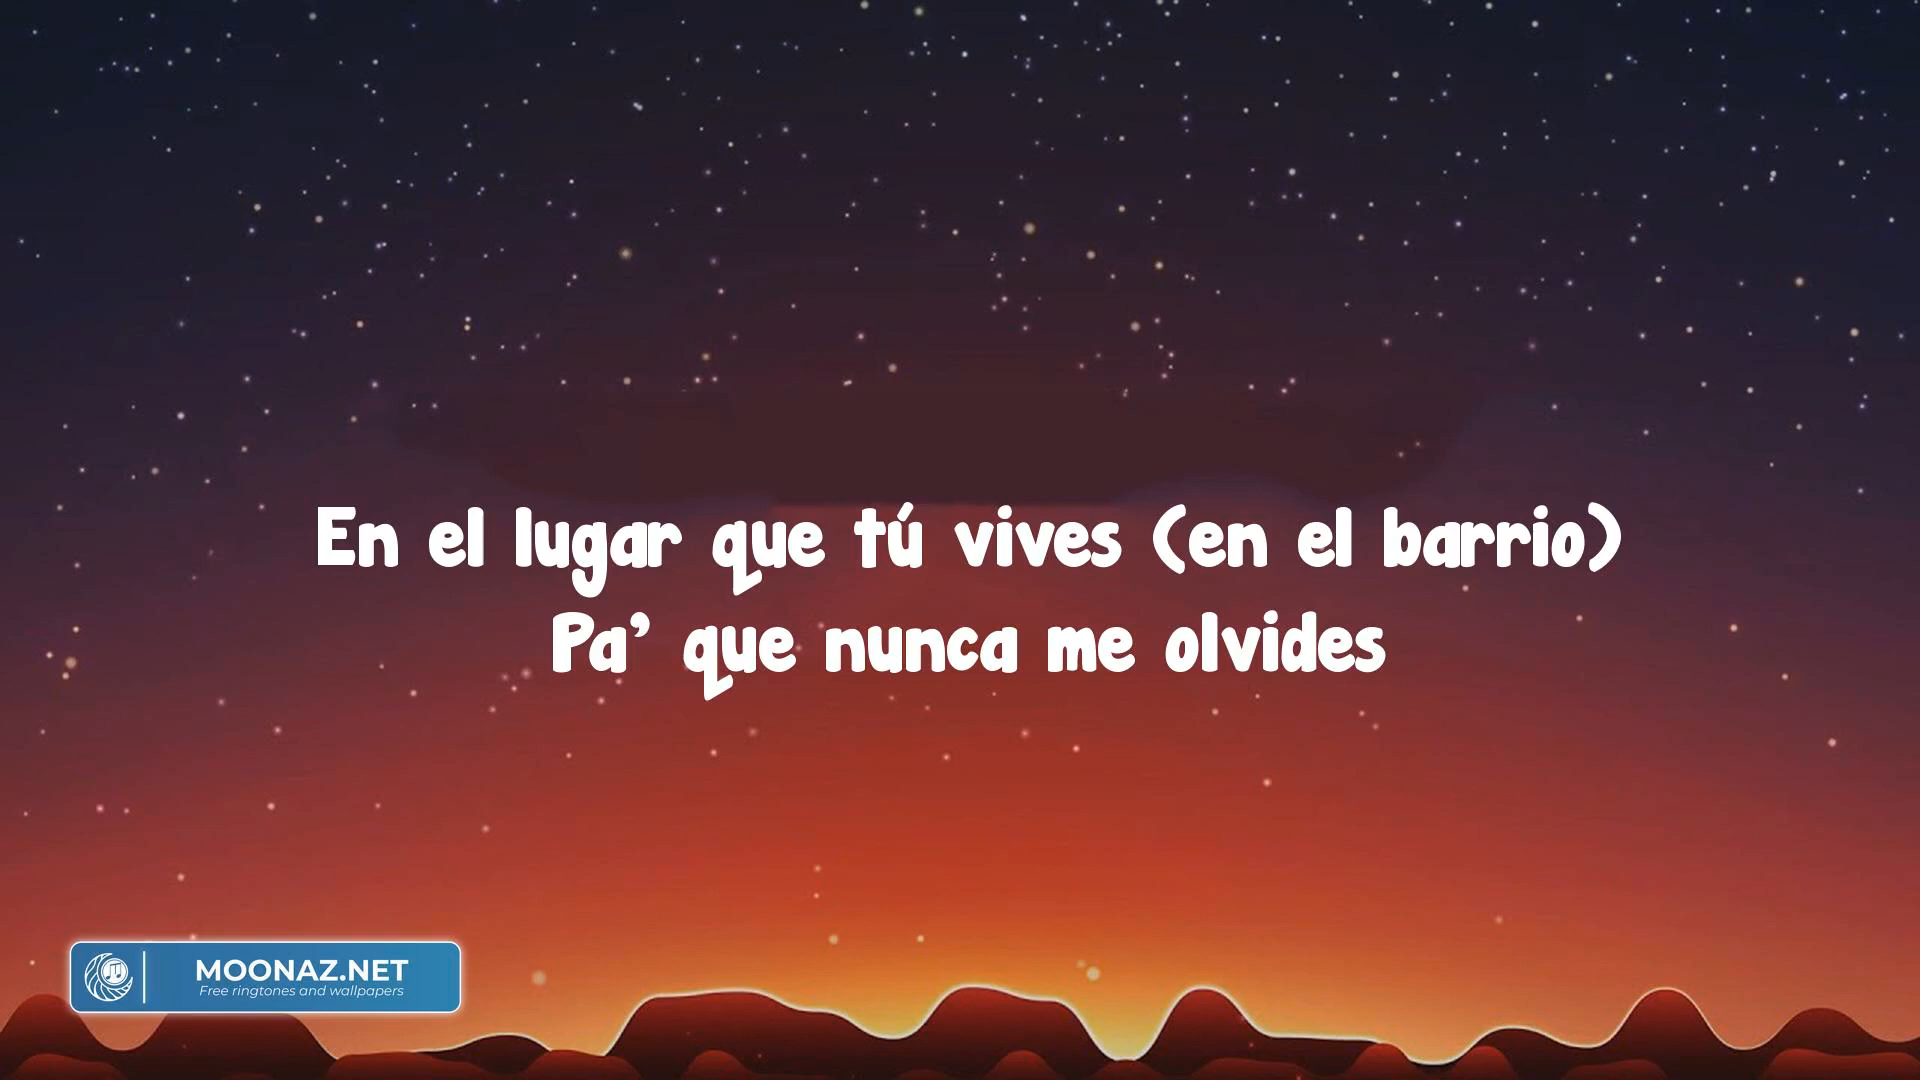 En el lugar que tú vives (en el barrio)
Pa' que nunca me olvides
MOONAZ.NET
Free ringtones and wallpapers